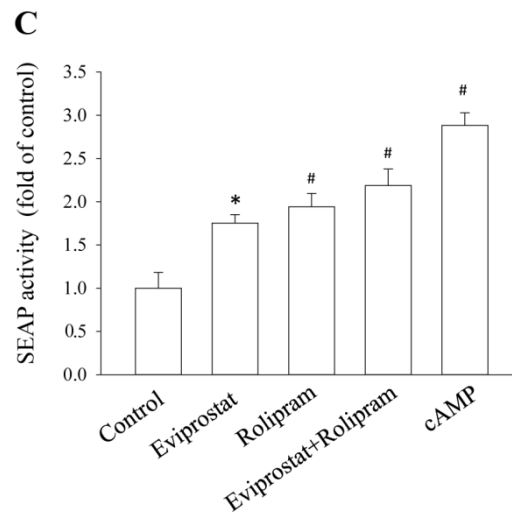 C
SEAP activity (fold of control)
3.5
3.0
2.5
2.0
1.5
1.0
0.5
0.0
*
#
#
#
Control
Eviprostat
Rolipram
Eviprostat+Rolipram
cAMP